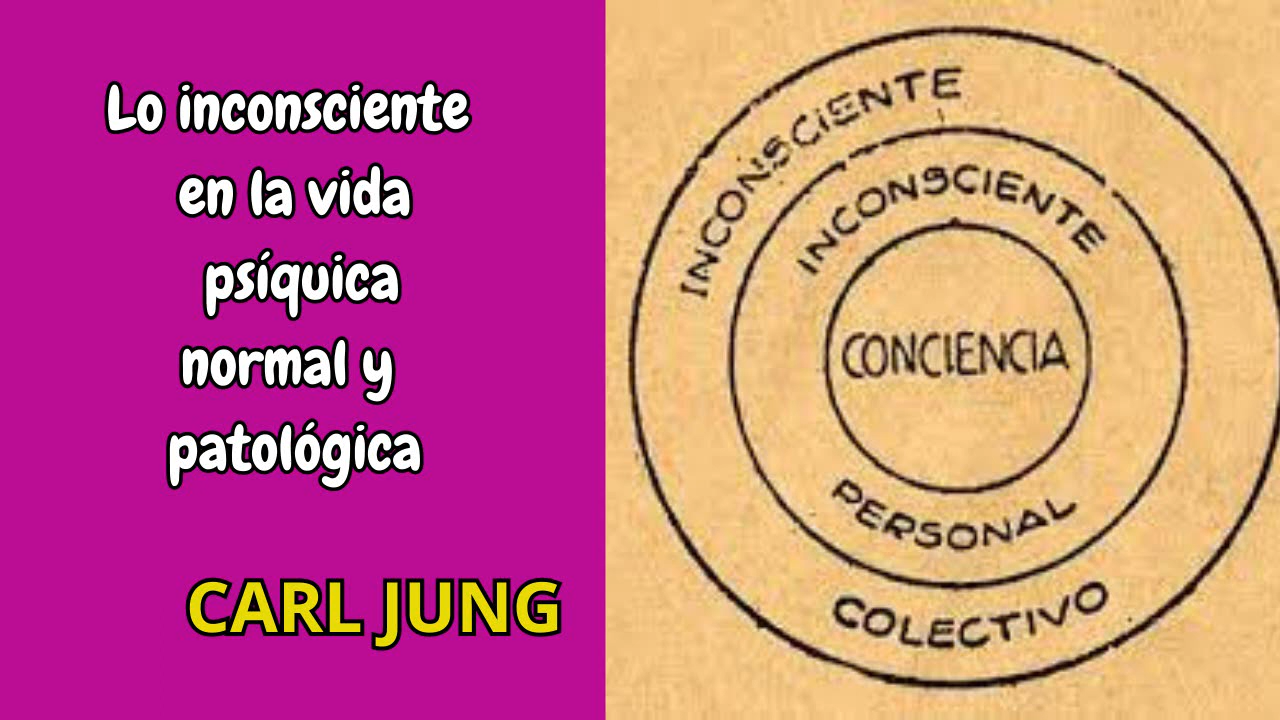 Lo inconsciente
en la vida
psíquica
normal y
patológica
CARL JUNG
INCONSCIENTE
INCONSCIENTE
CONCIENCIA
PERSONAL
COLECTIVO